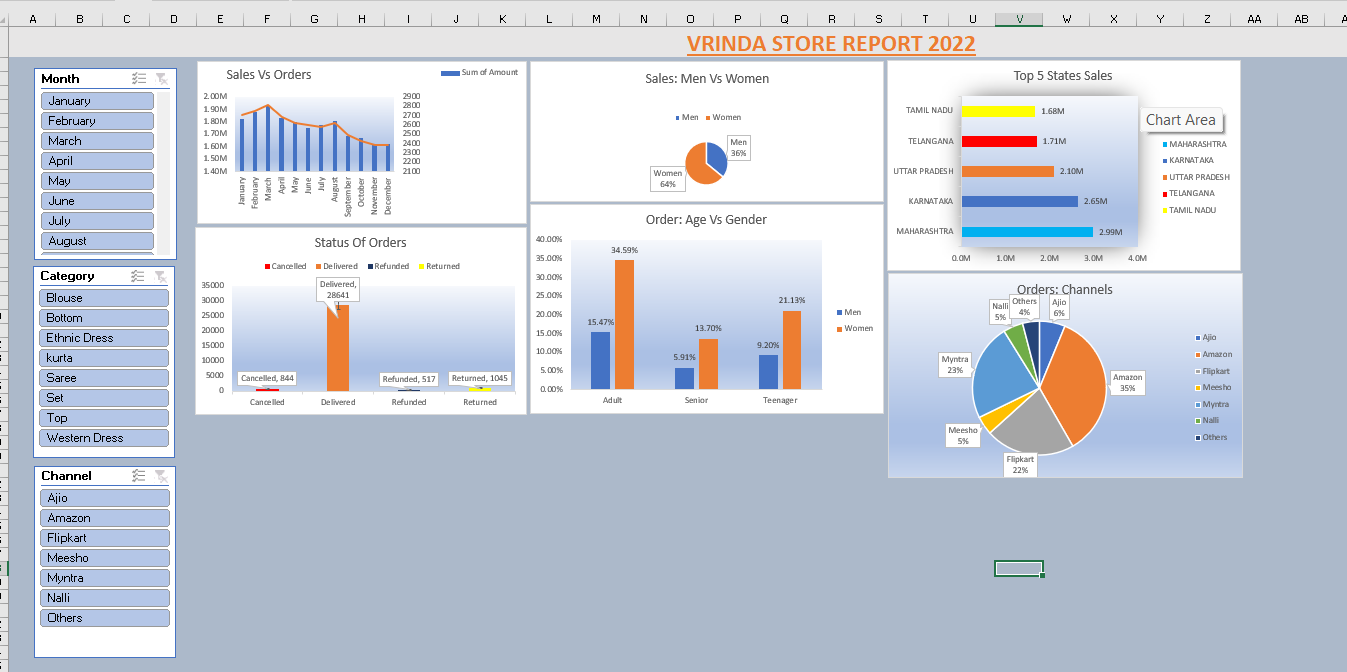 A B C D E F G H I J K L M N O P Q R S T U V W X Y Z AA AB
VRINDA STORE REPORT 2022
Month
January
February
March
April
May
June
July
August
Category
Blouse
Bottom
Ethnic Dress
kurta
Saree
Set
Top
Western Dress
Channel
Ajio
Amazon
Flipkart
Meesho
Myntra
Nalli
Others
Sales Vs Orders
Sum of Amount
2.00M
1.90M
1.80M
1.70M
1.60M
1.50M
1.40M
2900
2800
2700
2600
2500
2400
2300
2200
2100
January
February
March
April
May
June
July
August
September
October
November
December
Status Of Orders
Cancelled Delivered Refunded Returned
35000
30000
25000
20000
15000
10000
5000
0
Delivered,
28641
Cancelled, 844
Refunded, 517
Returned, 1045
Cancelled Delivered Refunded Returned
Sales: Men Vs Women
Men Women
Men
36%
Women
64%
Order: Age Vs Gender
40.00%
35.00%
30.00%
25.00%
20.00%
15.00%
10.00%
5.00%
0.00%
34.59%
15.47%
5.91%
13.70%
9.20%
21.13%
Adult Senior Teenager
Men
Women
Top 5 States Sales
TAMIL NADU 1.68M
TELANGANA 1.71M
UTTAR PRADESH 2.10M
KARNATAKA 2.65M
MAHARASHTRA 2.99M
0.0M 1.0M 2.0M 3.0M 4.0M
Chart Area
MAHARASHTRA
KARNATAKA
UTTAR PRADESH
TELANGANA
TAMIL NADU
Orders: Channels
Nalli
5%
Others
4%
Ajio
6%
Myntra
23%
Amazon
35%
Meesho
5%
Flipkart
22%
Ajio
Amazon
Flipkart
Meesho
Myntra
Nalli
Others